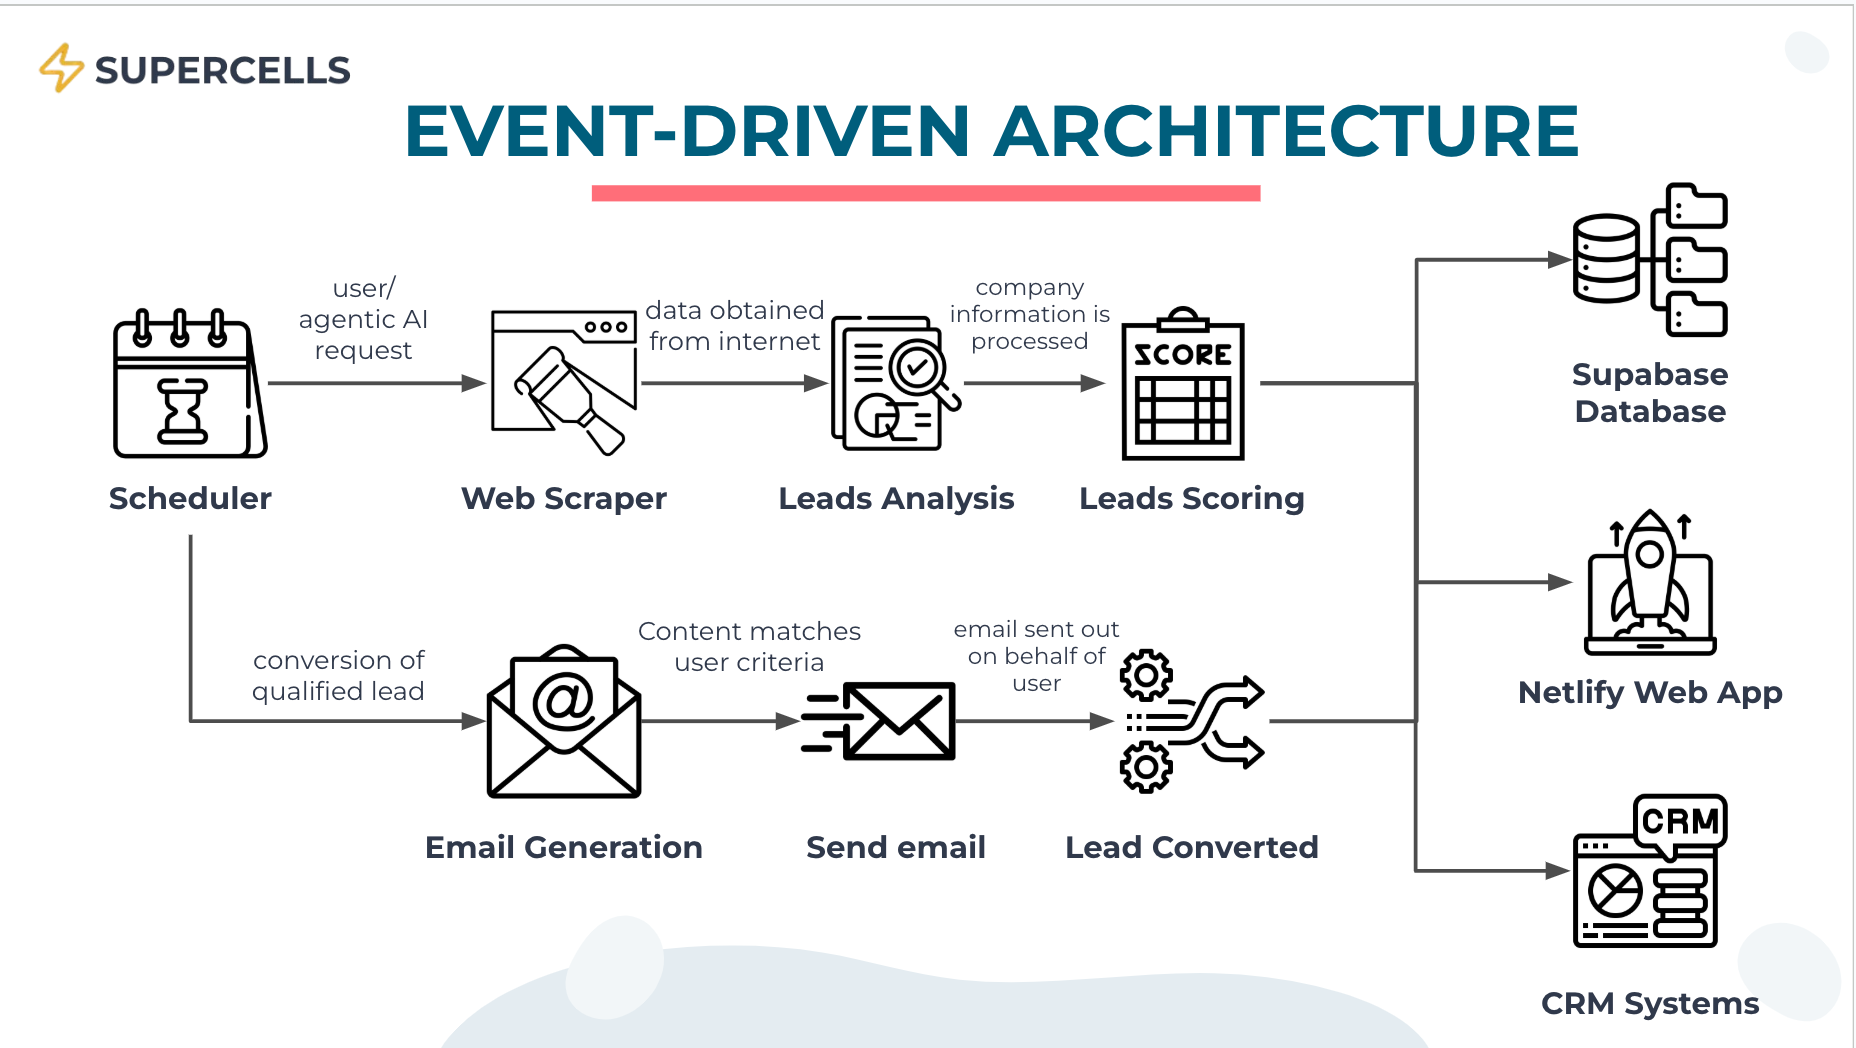 SUPERCELLS
EVENT-DRIVEN ARCHITECTURE
user/
agentic AI
request
data obtained
from internet
company
information is
processed
SCORE
Scheduler
Web Scraper
Leads Analysis
Leads Scoring
Supabase
Database
conversion of
qualified lead
Content matches
user criteria
email sent out
on behalf of
user
@
Email Generation
Send email
Lead Converted
Netlify Web App
CRM
CRM Systems